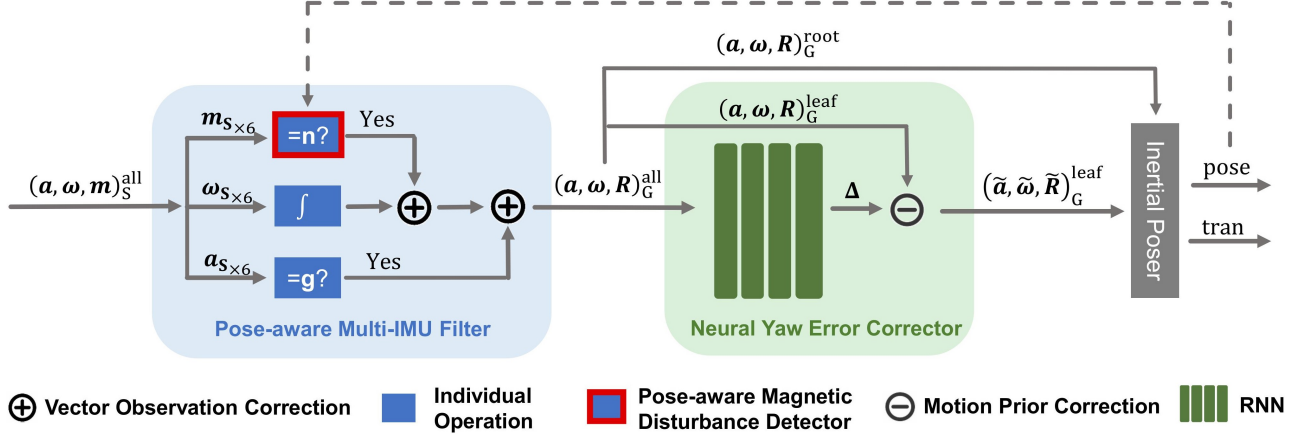 (a, ω, R)_G^root
m_S×6
Yes
=n?
(a, ω, R)_G^leaf
(a, ω, m)_S^all
ω_S×6
∫
(a, ω, R)_G^all
Δ
(ã, ω̃, R̃)_G^leaf
Inertial Poser
pose
tran
a_S×6
Yes
=g?
Pose-aware Multi-IMU Filter
Neural Yaw Error Corrector
Vector Observation Correction
Individual
Operation
Pose-aware Magnetic
Disturbance Detector
Motion Prior Correction
RNN